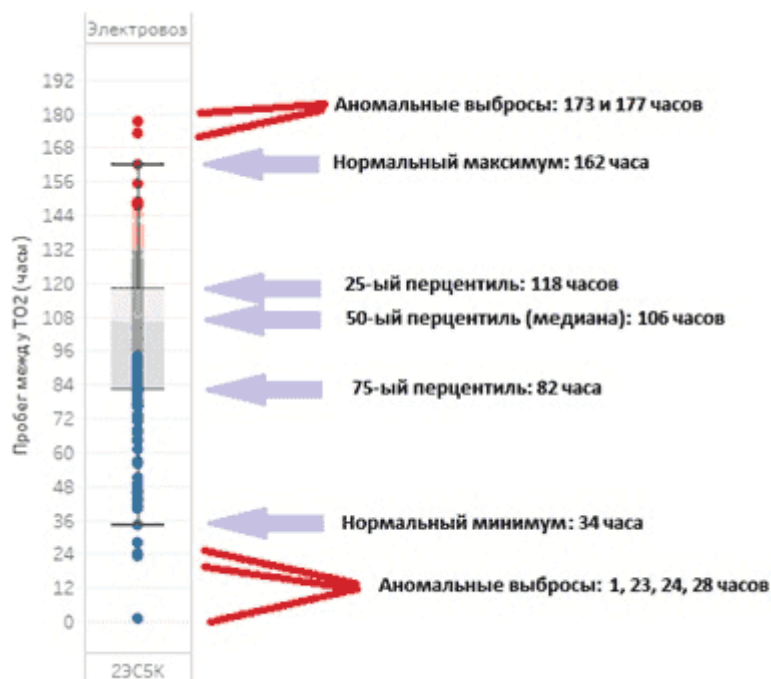 Электровоз
192
180
168
156
144
132
120
108
96
84
72
60
48
36
24
12
0
Пробег между ТО2 (часы)
2ЭС5К
Аномальные выбросы: 173 и 177 часов
Нормальный максимум: 162 часа
25-ый перцентиль: 118 часов
50-ый перцентиль (медиана): 106 часов
75-ый перцентиль: 82 часа
Нормальный минимум: 34 часа
Аномальные выбросы: 1, 23, 24, 28 часов